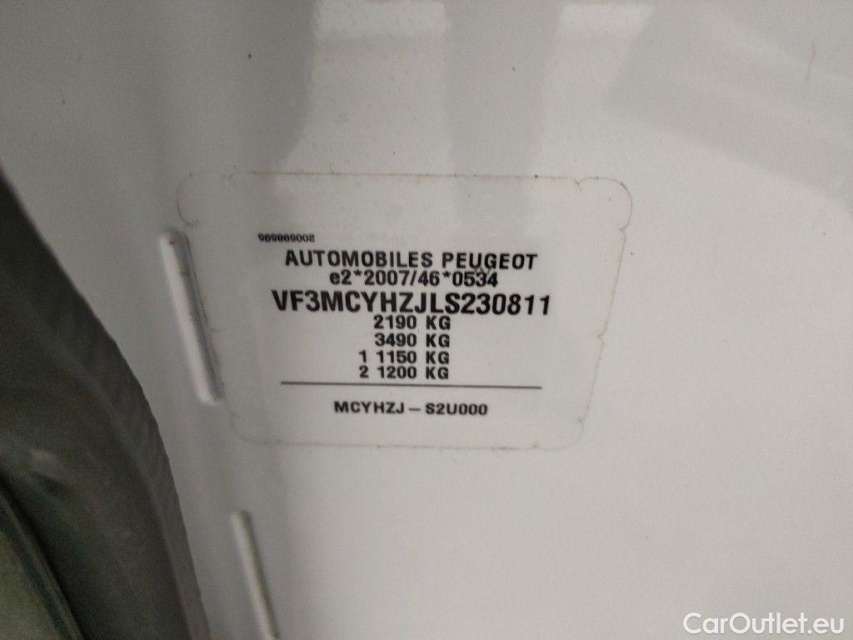 AUTOMOBILES PEUGEOT
e2*2007/46*0534
VF3MCYHZJLS230811
2190 KG
3490 KG
1 1150 KG
2 1200 KG
MCYHZJ – S2U000
CarOutlet.eu